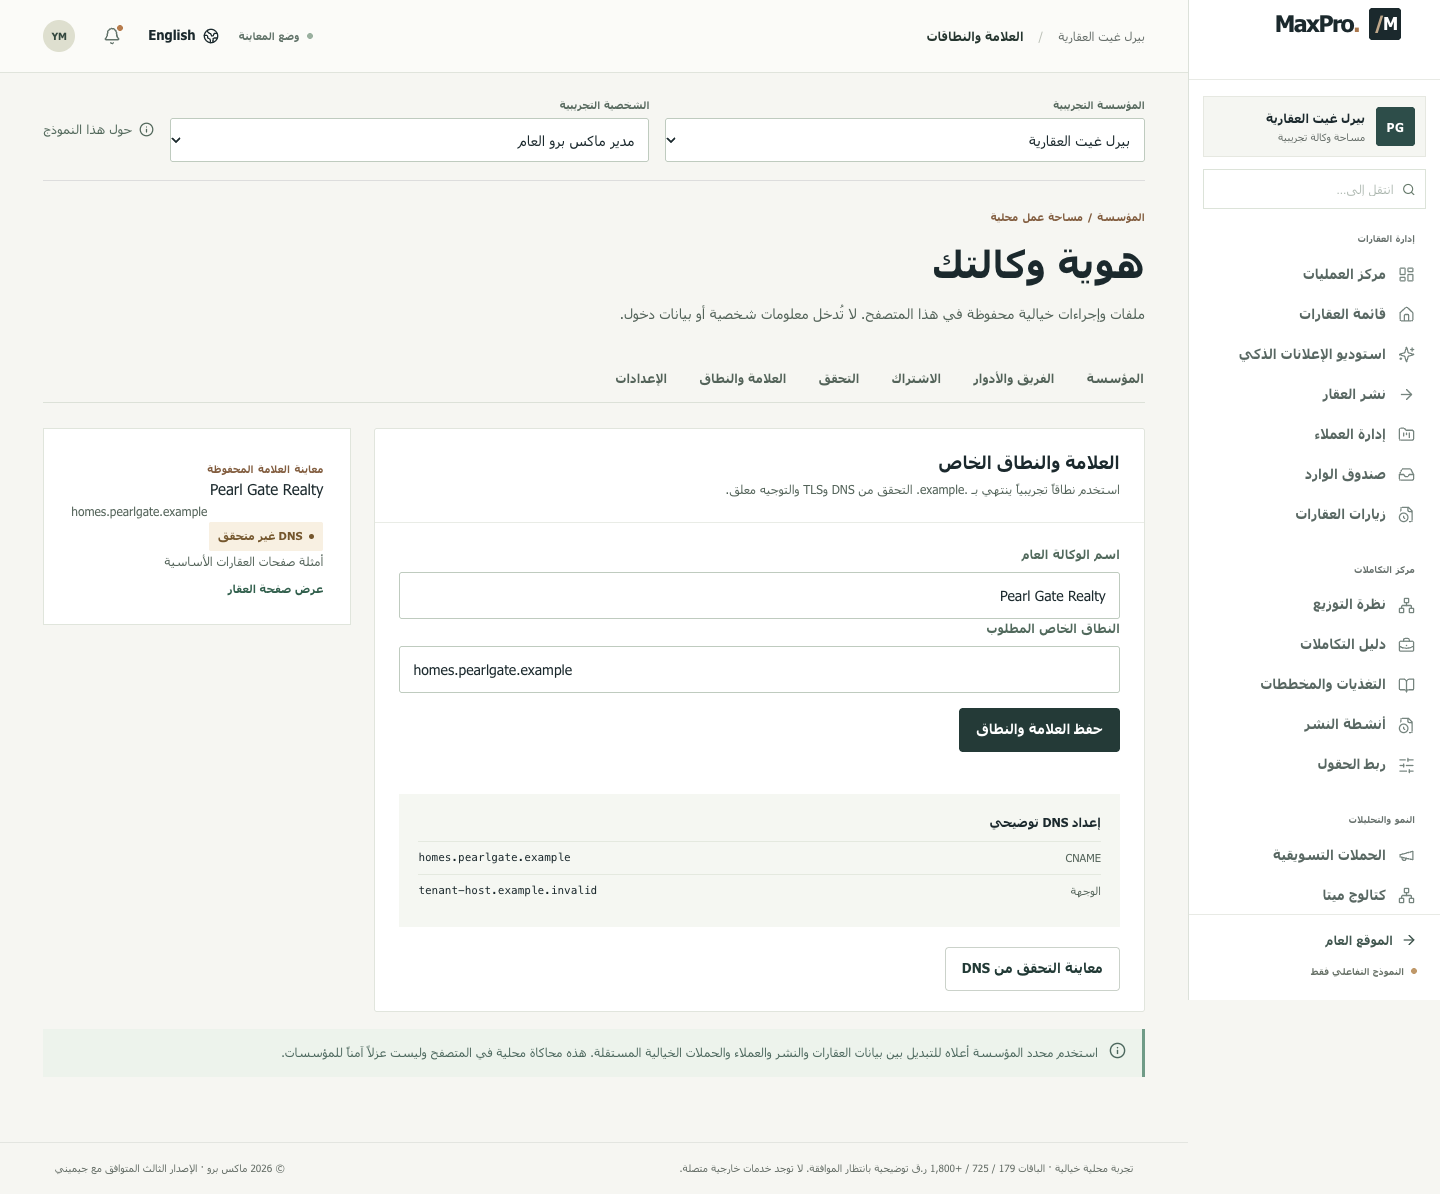 MaxPro.
/M
بيرل غيت العقارية
مساحة وكالة تجريبية
PG
انتقل إلى...
إدارة العقارات
مركز العمليات
قائمة العقارات
استوديو الإعلانات الذكي
نشر العقار
إدارة العملاء
صندوق الوارد
زيارات العقارات
مركز التكاملات
نظرة التوزيع
دليل التكاملات
التغذيات والمخططات
أنشطة النشر
ربط الحقول
النمو والتحليلات
الحملات التسويقية
كتالوج ميتا
الموقع العام
النموذج التفاعلي فقط
بيرل غيت العقارية / العلامة والنطاقات
وضع المعاينة
English
YM
المؤسسة التجريبية
بيرل غيت العقارية
الشخصية التجريبية
مدير ماكس برو العام
حول هذا النموذج
المؤسسة / مساحة عمل محلية
هوية وكالتك
ملفات وإجراءات خيالية محفوظة في هذا المتصفح. لا تُدخل معلومات شخصية أو بيانات دخول.
المؤسسة
الفريق والأدوار
الاشتراك
التحقق
العلامة والنطاق
الإعدادات
العلامة والنطاق الخاص
استخدم نطاقاً تجريبياً ينتهي بـ .example. التحقق من DNS وTLS والتوجيه معلق.
اسم الوكالة العام
Pearl Gate Realty
النطاق الخاص المطلوب
homes.pearlgate.example
حفظ العلامة والنطاق
إعداد DNS توضيحي
CNAME
homes.pearlgate.example
الوجهة
tenant-host.example.invalid
معاينة التحقق من DNS
معاينة العلامة المحفوظة
Pearl Gate Realty
homes.pearlgate.example
DNS غير متحقق
أمثلة صفحات العقارات الأساسية
عرض صفحة العقار
استخدم محدد المؤسسة أعلاه للتبديل بين بيانات العقارات والنشر والعملاء والحملات الخيالية المستقلة. هذه محاكاة محلية في المتصفح وليست عزلاً آمناً للمؤسسات.
تجربة محلية خيالية · الباقات 179 / 725 / +1,800 ر.ق توضيحية بانتظار الموافقة. لا توجد خدمات خارجية متصلة.
© 2026 ماكس برو · الإصدار الثالث المتوافق مع جيميني